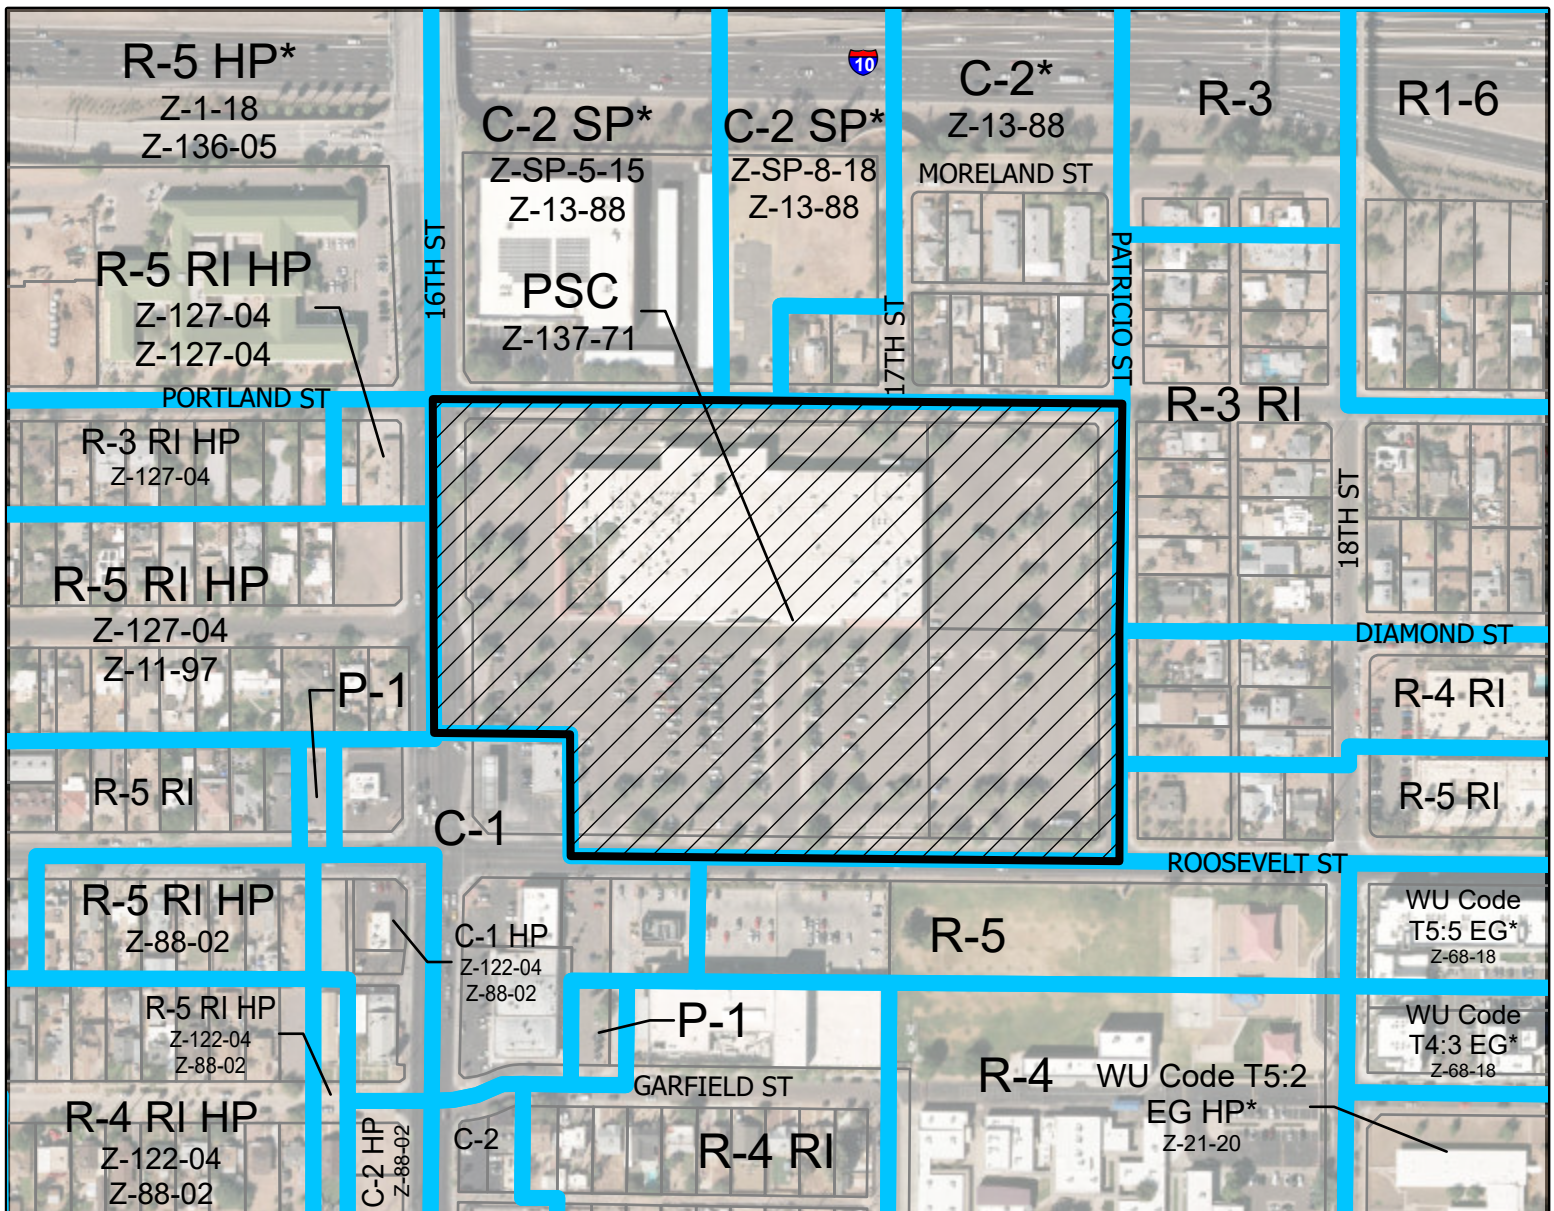 R-5 HP*
Z-1-18
Z-136-05
C-2 SP*
Z-SP-5-15
Z-13-88
C-2 SP*
Z-SP-8-18
Z-13-88
10
C-2*
Z-13-88
MORELAND ST
R-3
R1-6
R-5 RI HP
Z-127-04
Z-127-04
16TH ST
PSC
Z-137-71
17TH ST
PATRICIO ST
PORTLAND ST
R-3 RI HP
Z-127-04
R-3 RI
18TH ST
R-5 RI HP
Z-127-04
Z-11-97
DIAMOND ST
P-1
R-4 RI
R-5 RI
C-1
R-5 RI
ROOSEVELT ST
R-5 RI HP
Z-88-02
C-1 HP
Z-122-04
Z-88-02
R-5
WU Code
T5:5 EG*
Z-68-18
R-5 RI HP
Z-122-04
Z-88-02
P-1
WU Code
T4:3 EG*
Z-68-18
GARFIELD ST
R-4
WU Code T5:2
EG HP*
Z-21-20
R-4 RI HP
Z-122-04
Z-88-02
C-2 HP
Z-88-02
C-2
R-4 RI